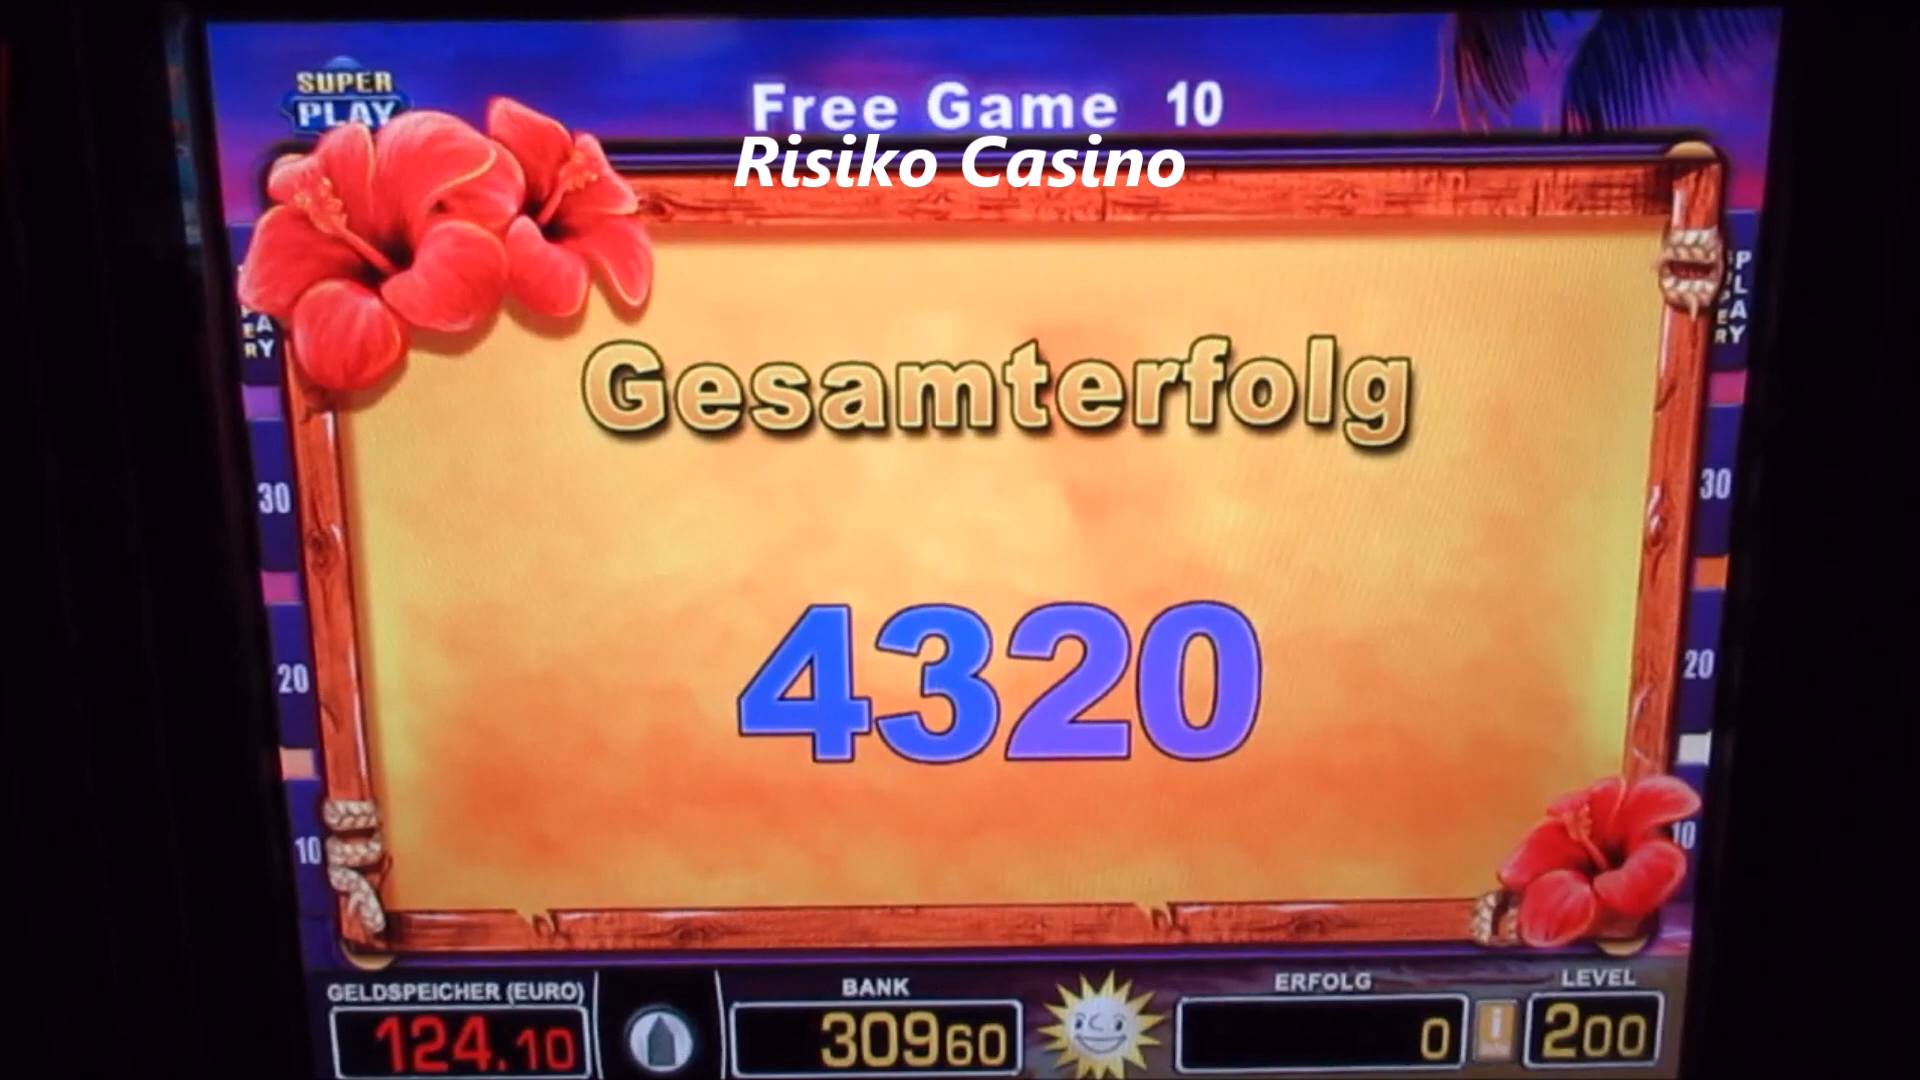 SUPER
PLAY
Free Game 10
Risiko Casino
Gesamterfolg
30
30
20
20
4320
10
10
GELDSPEICHER (EURO)
BANK
ERFOLG
LEVEL
124.10
30960
0
200